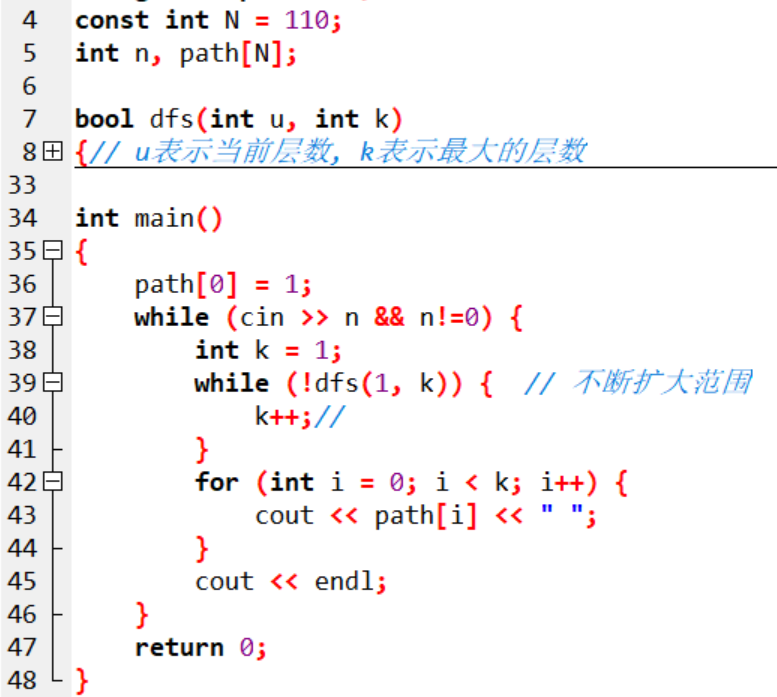 4 const int N = 110;
5 int n, path[N];
6
7 bool dfs(int u, int k)
8 {// u表示当前层数, k表示最大的层数
33
34 int main()
35 {
36     path[0] = 1;
37     while (cin >> n && n!=0) {
38         int k = 1;
39         while (!dfs(1, k)) {  // 不断扩大范围
40             k++;//
41         }
42         for (int i = 0; i < k; i++) {
43             cout << path[i] << " ";
44         }
45         cout << endl;
46     }
47     return 0;
48 }